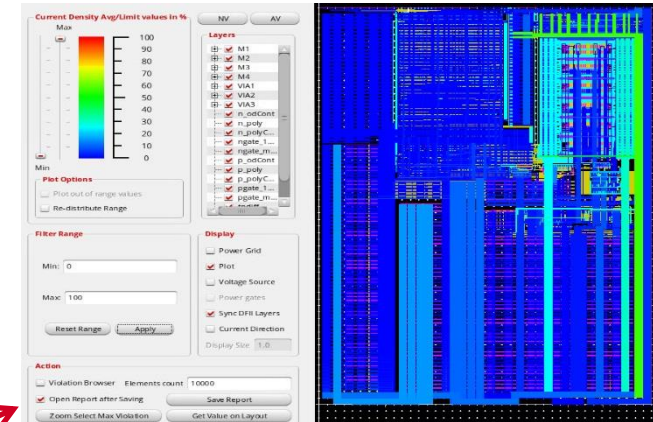 Current Density Avg/Limit values in %
Max
100
90
80
70
60
50
40
30
20
10
0
Min
Plot Options
Plot out of range values
Re-distribute Range
NV
AV
Layers
M1
M2
M3
M4
VIA1
VIA2
VIA3
n_odCont
n_poly
n_polyC...
ngate_1...
ngate_m...
p_odCont
p_poly
p_polyC...
pgate_1...
pgate_m...
Filter Range
Min: 0
Max: 100
Reset Range
Apply
Display
Power Grid
Plot
Voltage Source
Power gates
Sync DFII Layers
Current Direction
Display Size 1.0
Action
Violation Browser Elements count 10000
Open Report after Saving Save Report
Zoom Select Max Violation Get Value on Layout